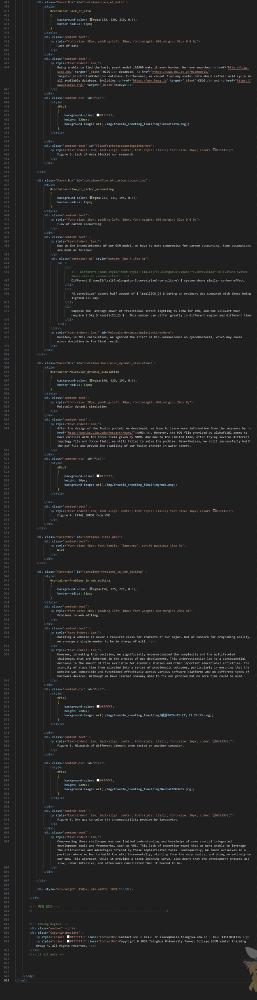 429 <div class="ParentBox" id="container-Lack_of_data" >
430 <style>
431 #container-Lack_of_data
432 {
433 background-color: rgba(232, 220, 210, 0.5);
434 border-radius: 15px;
435 }
436 </style>
437 <div class="content-text">
438 <p style="font-size: 28px; padding-left: 10px; font-weight: 600;margin: 52px 0 0 0;">
439 Lack of data
440 </p>
441 </div>
442 <div class="content-text" >
443 <p style="text-indent: 1em;">
444 Being unable to find the basic yeast model iAZ900 make it even harder. We have searched <a href="http://bigg.
ucsd.edu" target="_blank">BIGG</a> database, <a href="https://www.ebi.ac.uk/biomodels/"
target="_blank">BioModel</a> database. Furthermore, we cannot find any useful data about caffeic acid cycle in
all available database, including <a href="https://www.kegg.jp" target="_blank">KEGG</a> and <a href="https://
www.biocyc.org/" target="_blank">BioCyc</a>
445 </p>
446 </div>
447 <div class="content-pic" id="Pic3">
448 <style>
449 #Pic3
450 {
451 background-color: #ffffff;
452 height: 520px;
453 background-image: url(./img/trouble_shooting_final/img/lackofdata.png);
454 }
455 </style>
456
457 </div>
458 <div class="content-text" id="FlawofcarbonaccountingLinksHere">
459 <p style="text-indent: 1em; text-align: center; font-style: italic; font-size: 16px; color: #333333;">
460 Figure 3. Lack of data blocked our research.
461 </p>
462 </div>
463
464 </div>
465
466 <div class="ParentBox" id="container-Flaw_of_carbon_accounting" >
467 <style>
468 #container-Flaw_of_carbon_accounting
469 {
470 background-color: rgba(231, 231, 194, 0.5);
471 border-radius: 15px;
472 }
473 </style>
474 <div class="content-text">
475 <p style="font-size: 28px; padding-left: 10px; font-weight: 600;margin: 52px 0 0 0;">
476 Flaw of carbon accounting
477 </p>
478 </div>
479 <div class="content-text" >
480 <p style="text-indent: 1em;">
481 Due to the incompleteness of our GSM model, we have to make compromise for carbon accounting. Some assumptions
are made as follows:
482 </p>
483 <div class="container-ul" style="margin: 5px 0 15px 0;">
484 <ul >
485 <li>
486 <!-- Different <span style="font-style: italic;">S.elongatus</span>-*S.cerevisiae*-co-culture system
share similar carbon effect.  -->
487 Different $ \small{\cal{S.elongatus-S.cerevisiae}-co-culture} $ system share similar carbon effect.
488 </li>
489 <li>
490 *S.cerevisiae* absorb half amount of $ \small{CO_2} $ during an ordinary day compared with those being
lighted all day.
491 </li>
492 <li>
493 Suppose the  average power of traditional street lighting is 150w for 10h, and one kilowatt hour
require 1.5kg $ \small{CO_2} $ . This number can differ greatly in different region and different time.
494 </li>
495 </ul>
496 </div>
497 <p style="text-indent: 1em;" id="MoleculardynamicsimulationLinksHere">
498 Besides, in this calculation, we ignored the effect of bio-luminescence on cyanobacteria, which may cause
minus deviation to the final result.
499 </p>
500 </div>
501 </div>
502
503 <div class="ParentBox" id="container-Molecular_dynamic_simulation" >
504 <style>
505 #container-Molecular_dynamic_simulation
506 {
507 background-color: rgba(196, 225, 197, 0.5);
508 border-radius: 15px;
509 }
510 </style>
511 <div class="content-text">
512 <p style="font-size: 28px; padding-left: 10px; font-weight: 600;margin: 20px 0;">
513 Molecular dynamic simulation
514 </p>
515 </div>
516 <div class="content-text" >
517 <p style="text-indent: 1em;">
518 After the design of the fusion protein we developed, we hope to learn more information from the sequence by <a
href="http://www.ks.uiuc.edu/Research/namd/">NAMD</a>. However, the PDB file provided by alphafold2 seems to
have conflict with the force field given by NAMD. And due to the limited time, after trying several different
topology file and force field, we still failed to solve the problem. Nevertheless, we still successfully built
the psf file and proved the stability of our fusion protein in water sphere.
519 </p>
520 </div>
521 <div class="content-pic" id="Pic4">
522 <style>
523 #Pic4
524 {
525 background-color: #ffffff;
526 height: 50px;
527 background-image: url(./img/trouble_shooting_final/img/mds.png);
528 }
529 </style>
530
531 </div>
532 <div class="content-text" >
533 <p style="text-indent: 1em; text-align: center; font-style: italic; font-size: 16px; color: #333333;">
534 Figure 4. FATAL ERROR from VMD
535 </p>
536 </div>
537 </div>
538
539 <div class="ParentBox" id="container-Title-Wiki">
540 <div class="content-text">
541 <p style="font-size: 48px; font-family: 'Tapestry', serif; padding: 15px 0;">
542 Wiki
543 </p>
544 </div>
545 </div>
546
547 <div class="ParentBox" id="container-Problems_in_web_editing" >
548 <style>
549 #container-Problems_in_web_editing
550 {
551 background-color: rgba(196, 225, 221, 0.5);
552 border-radius: 15px;
553 }
554 </style>
555 <div class="content-text">
556 <p style="font-size: 28px; padding-left: 10px; font-weight: 600;margin: 20px 0;">
557 Problems in web editing
558 </p>
559 </div>
560 <div class="content-text" >
561 <p style="text-indent: 1em;">
562 Building a website is never a required class for students of our major. Out of concern for programing ability,
we arrange a single member to be in charge of wiki. <br>
563 </p>
564 <p style="text-indent: 1em;">
565 However, in making this decision, we significantly underestimated the complexity and the multifaceted
challenges that are inherent in the process of web development. This underestimation led to a consequential
decrease in the amount of time available for academic studies and other important educational activities. The
scarcity of study time then spiraled into a series of problematic outcomes, particularly in ensuring that the
website was compatible and functioned effectively across various software platforms and on different types of
hardware devices. Although we have learned someway able to fix our problem but no more time could be used.
566 </p>
567 </div>
568 <div class="content-pic" id="Pic5">
569 <style>
570 #Pic5
571 {
572 background-color: #ffffff;
573 height: 520px;
574 background-image: url(./img/trouble_shooting_final/img/截屏2024-02-23\ 21.29.53.png);
575 }
576 </style>
577
578 </div>
579 <div class="content-text" >
580 <p style="text-indent: 1em; text-align: center; font-style: italic; font-size: 16px; color: #333333;">
581 Figure 5. Mismatch of different element when tested on another computer.
582 </p>
583 </div>
584
585 <div class="content-pic" id="Pic6">
586 <style>
587 #Pic6
588 {
589 background-color: #ffffff;
590 height: 520px;
591 background-image: url(./img/trouble_shooting_final/img/WechatIMG3765.png);
592 }
593 </style>
594
595 </div>
596 <div class="content-text" >
597 <p style="text-indent: 1em; text-align: center; font-style: italic; font-size: 16px; color: #333333;">
598 Figure 6. One way to solve the incompatibility problem by Javascript.
599 </p>
600 </div>
601 <div class="content-text" >
602 <p style="text-indent: 1em;">
603 Compounding these challenges was our limited understanding and knowledge of some crucial integrated
development tools and frameworks, such as VUE. This lack of expertise meant that we were unable to leverage
the efficiencies and advantages offered by these sophisticated tools. Consequently, we found ourselves in a
position where we had to build the wiki incrementally, starting from the very basics, and doing so entirely on
our own. This approach, while it provided a steep learning curve, also meant that the development process was
slow, labor-intensive, and often more complicated than it needed to be.
604 </p>
605 </div>
606
607 </div>
608
609 <div style="min-height: 150px; min-width: 100%;"></div>
610
611 </div>
612
613 <!-- 内容 结束 -->
614 <!-- ---------------------------------------------------------------------- -->
615
616
617 <!-- ENDing begins -->
618 <div class="endbar" ></div>
619 <div class="CopyrightDeclare" >
620 <p style="color: #ffffff;" class="ContactUs">Contact us: E-mail: zr-liu22@mails.tsinghua.edu.cn | Tel: 13547831314 </p>
621 <p style="color: #ffffff;" class="ContactUs">Copyright © 2024 Tsinghua University Tanwei College iGEM winter training
Group 4. All rights reserved. </p>
622 </div>
623 <!-- it all ends -->
624
625
626
627
628 </body>
629 </html>